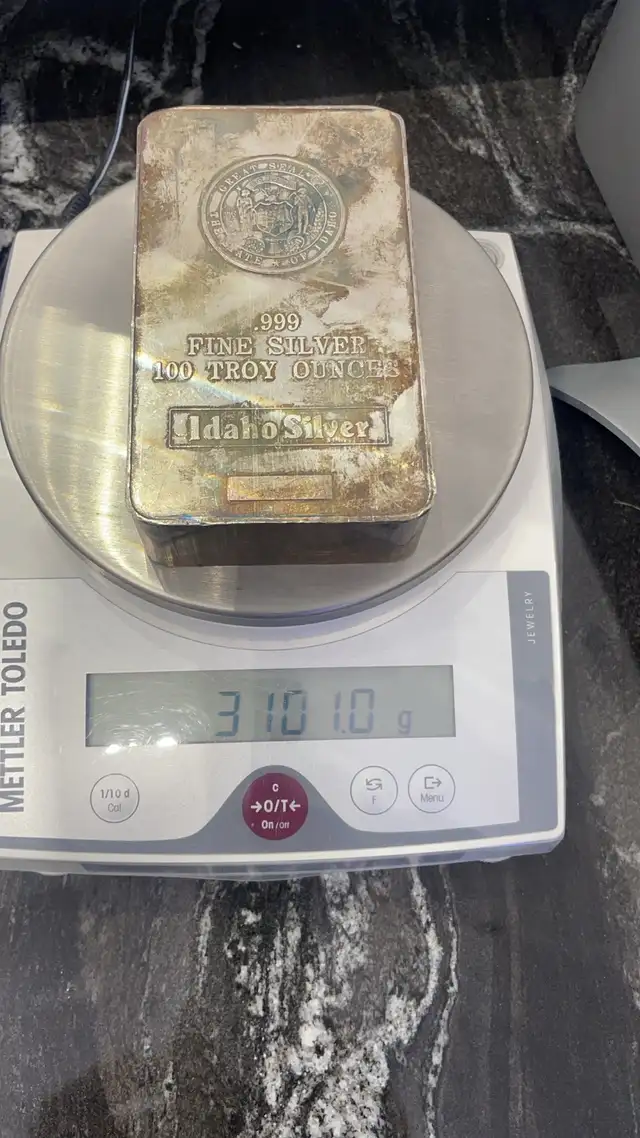 GREAT SEAL OF
THE STATE OF IDAHO
.999
FINE SILVER
100 TROY OUNCES
Idaho Silver
METTLER TOLEDO
JEWELRY
3101.0 g
1/10 d
Cal
C
→O/T←
On/Off
F
Menu